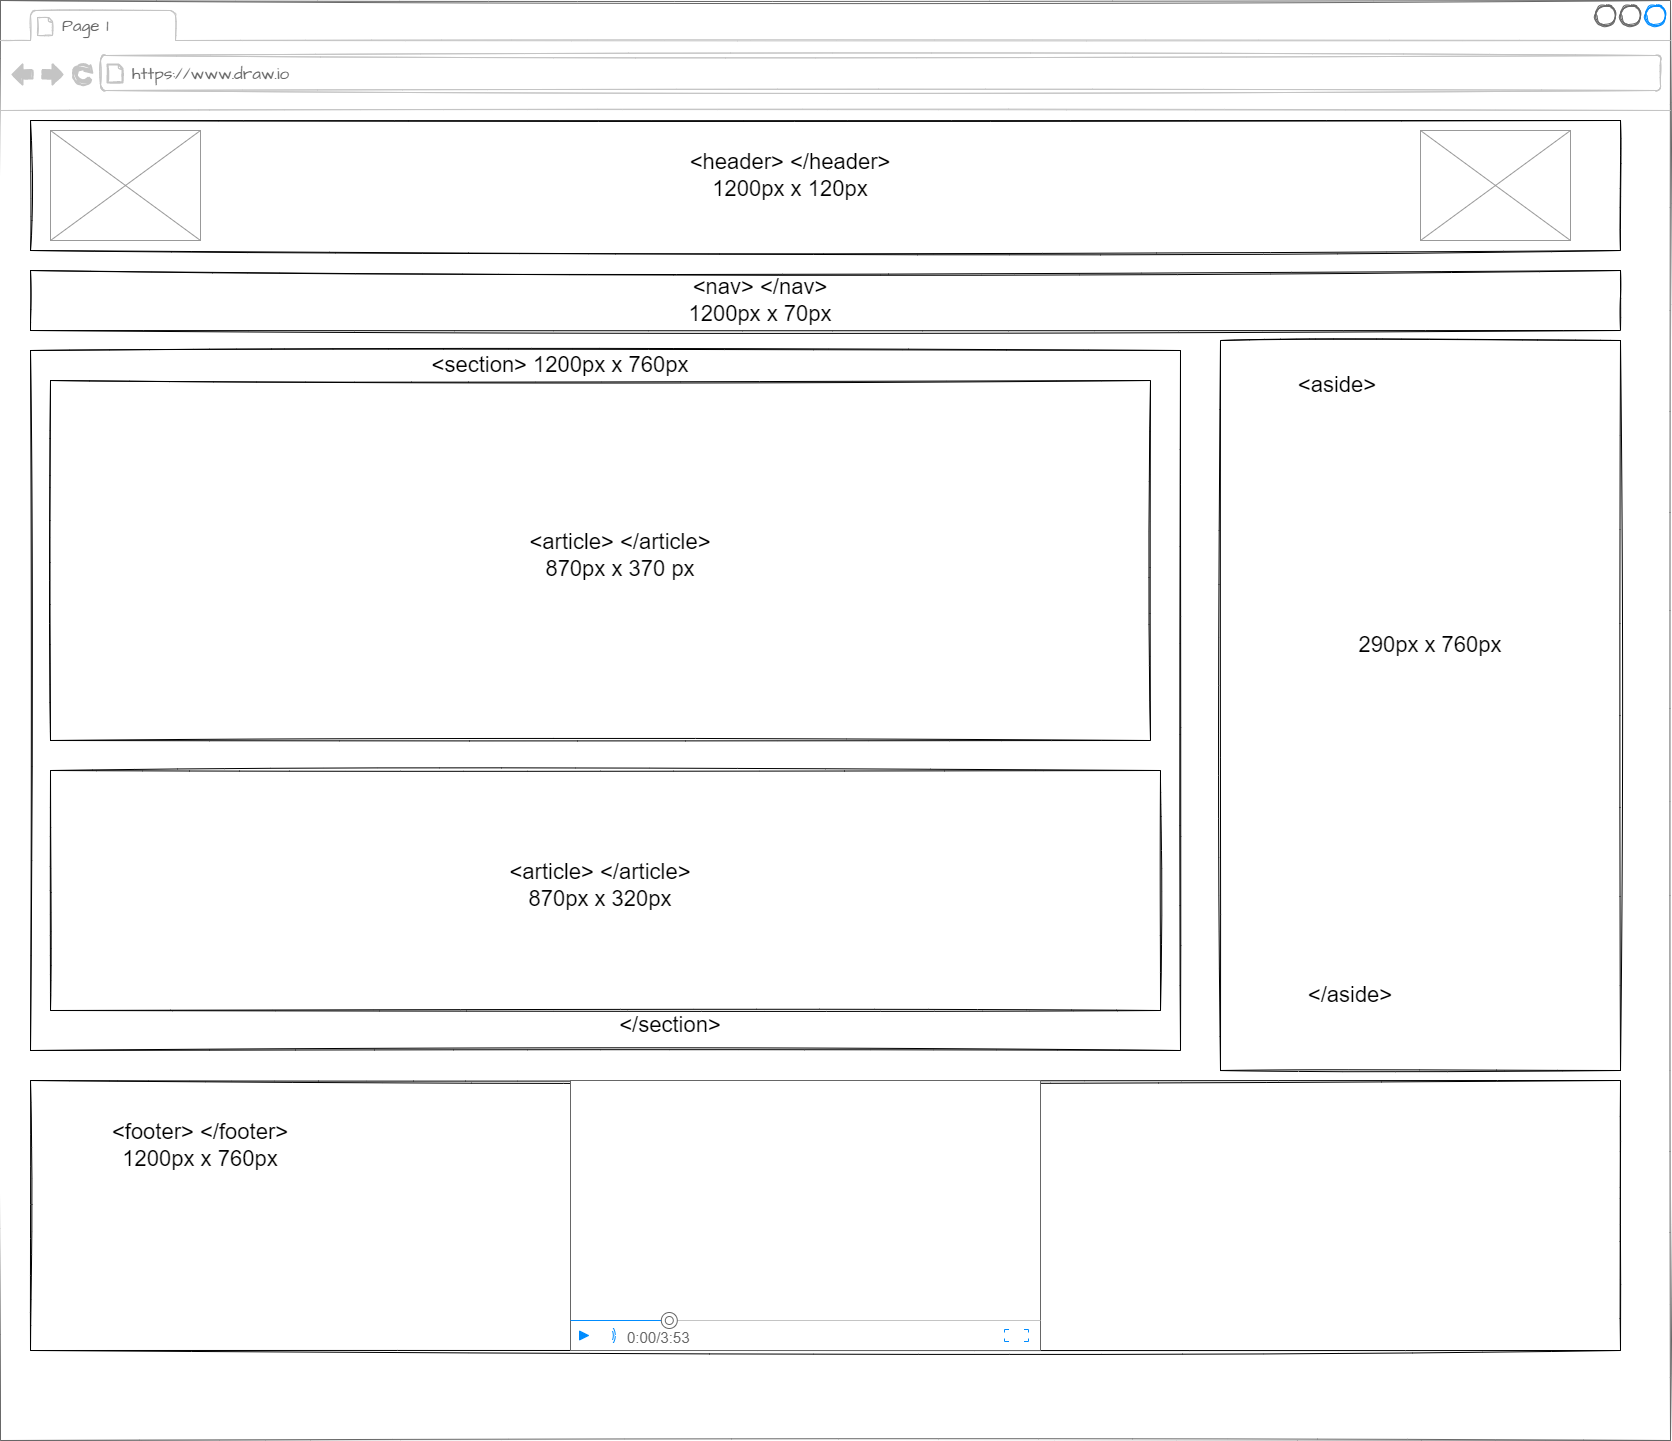 Page 1
https://www.draw.io
<header> </header>
1200px x 120px
<nav> </nav>
1200px x 70px
<section> 1200px x 760px
<article> </article>
870px x 370 px
<article> </article>
870px x 320px
</section>
<aside>
290px x 760px
</aside>
<footer> </footer>
1200px x 760px
0:00/3:53